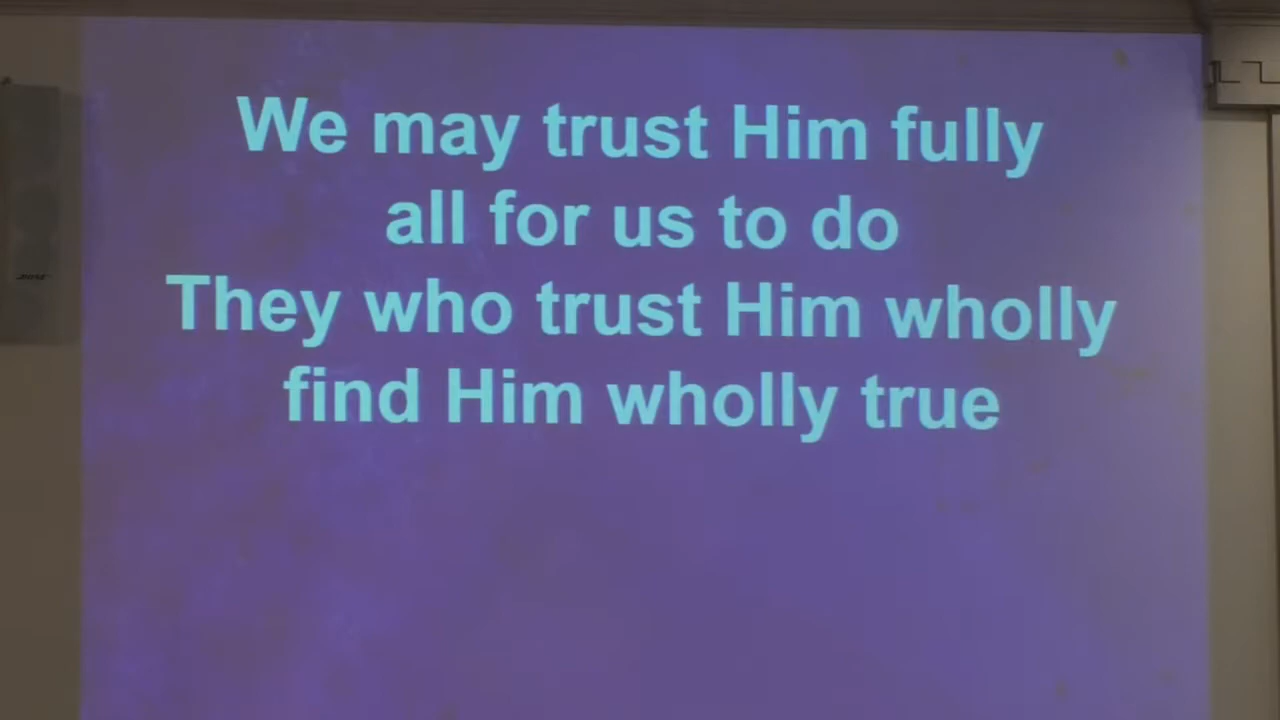 We may trust Him fully
all for us to do
They who trust Him wholly
find Him wholly true
BOSE